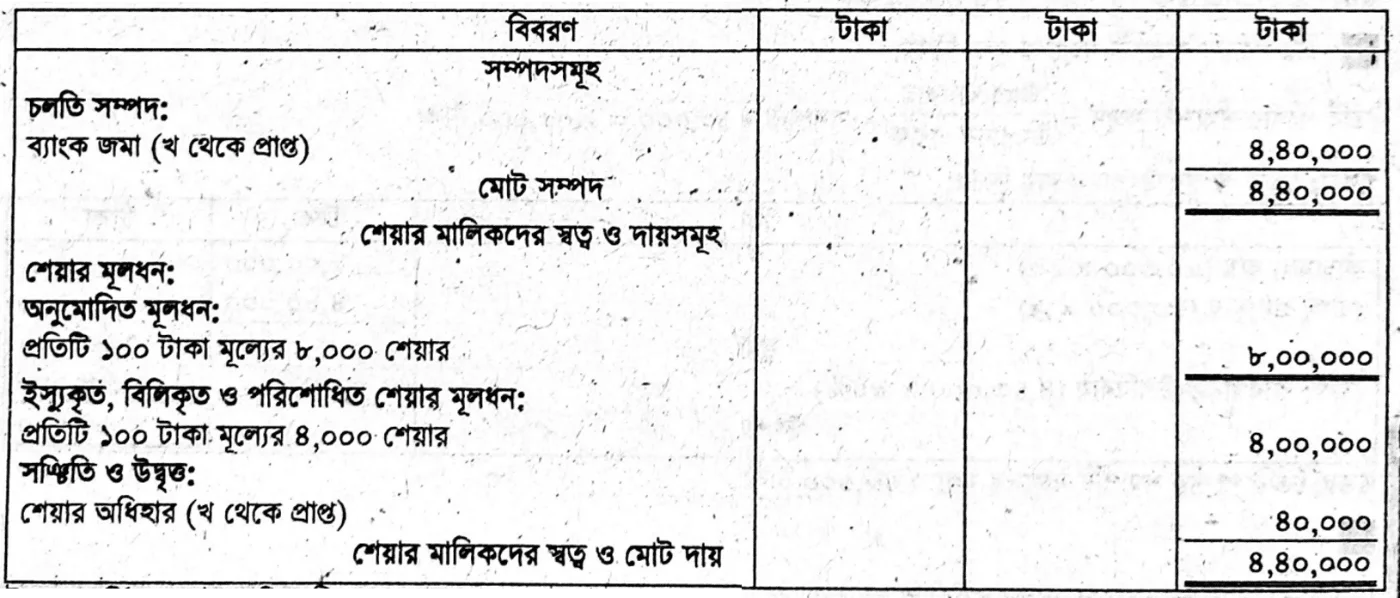 বিবরণ টাকা টাকা টাকা
সম্পদসমূহ
চলতি সম্পদ:
ব্যাংক জমা (খ থেকে প্রাপ্ত) ৪,৪০,০০০
মোট সম্পদ ৪,৪০,০০০
শেয়ার মালিকদের স্বত্ব ও দায়সমূহ
শেয়ার মূলধন:
অনুমোদিত মূলধন:
প্রতিটি ১০০ টাকা মূল্যের ৮,০০০ শেয়ার ৮,০০,০০০
ইস্যুকৃত, বিলিকৃত ও পরিশোধিত শেয়ার মূলধন:
প্রতিটি ১০০ টাকা মূল্যের ৪,০০০ শেয়ার ৪,০০,০০০
সঞ্চিতি ও উদ্বৃত্ত:
শেয়ার অধিহার (খ থেকে প্রাপ্ত) ৪০,০০০
শেয়ার মালিকদের স্বত্ব ও মোট দায় ৪,৪০,০০০